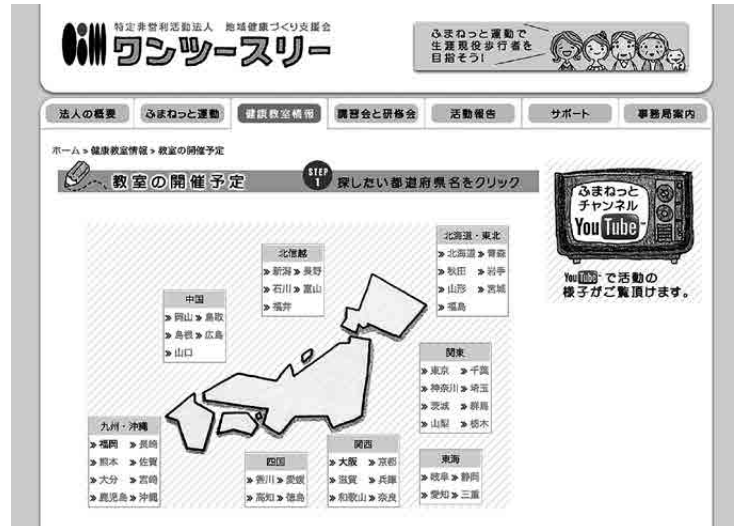 特定非営利活動法人 地域健康づくり支援会
ワンツースリー
ふまねっと運動で
生涯現役歩行者を
目指そう!
法人の概要 ふまねっと運動 健康教室情報 講習会と研修会 活動報告 サポート 事務局案内
ホーム » 健康教室情報 » 教室の開催予定
教室の開催予定
STEP
1
探したい都道府県名をクリック
ふまねっと
チャンネル
YouTube
YouTubeで活動の
様子がご覧頂けます。
北海道・東北
» 北海道 » 青森
» 秋田 » 岩手
» 山形 » 宮城
» 福島
北信越
» 新潟 » 長野
» 石川 » 富山
» 福井
中国
» 岡山 » 鳥取
» 島根 » 広島
» 山口
関東
» 東京 » 千葉
» 神奈川 » 埼玉
» 茨城 » 群馬
» 山梨 » 栃木
九州・沖縄
» 福岡 » 長崎
» 熊本 » 佐賀
» 大分 » 宮崎
» 鹿児島 » 沖縄
四国
» 香川 » 愛媛
» 高知 » 徳島
関西
» 大阪 » 京都
» 滋賀 » 兵庫
» 和歌山 » 奈良
東海
» 岐阜 » 静岡
» 愛知 » 三重